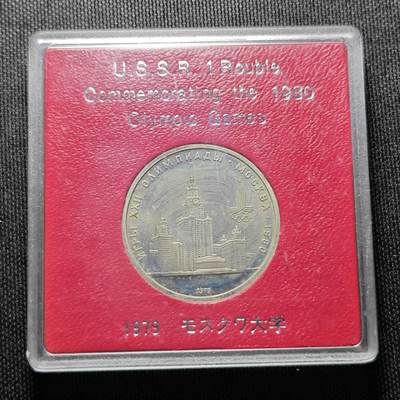 U.S.S.R. 1 Rouble
Commemorating the 1980
Olympic Games
ИГРЫ XXII ОЛИМПИАДЫ · МОСКВА · 1980
1979
1979 モスクワ大学